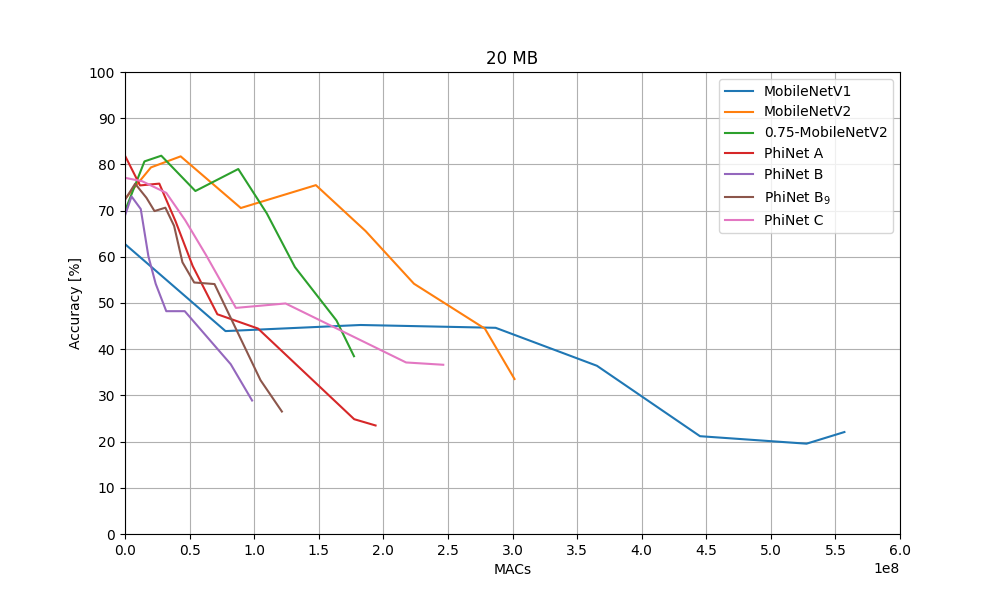 20 MB
100
90
80
70
60
50
40
30
20
10
0
Accuracy [%]
0.0 0.5 1.0 1.5 2.0 2.5 3.0 3.5 4.0 4.5 5.0 5.5 6.0
MACs
1e8
MobileNetV1
MobileNetV2
0.75-MobileNetV2
PhiNet A
PhiNet B
PhiNet B₉
PhiNet C